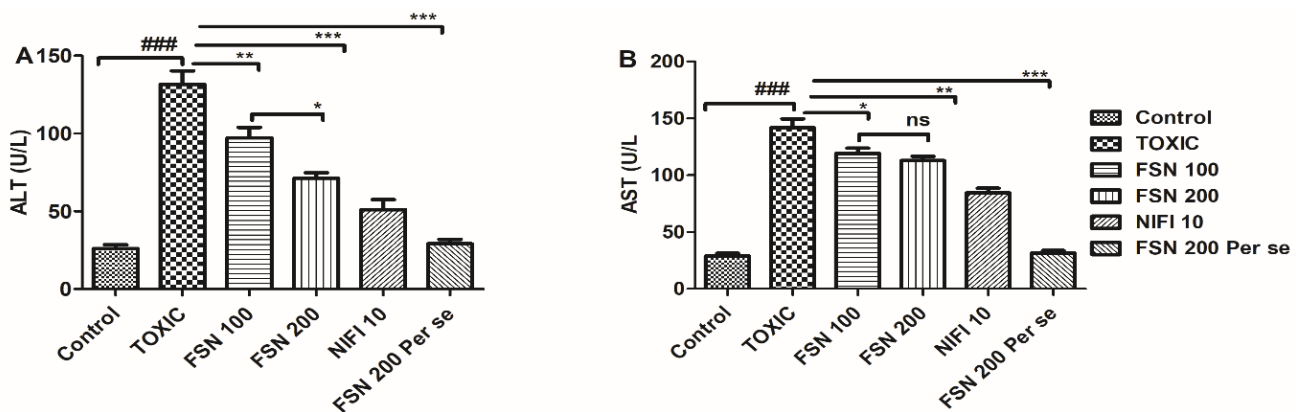 A
ALT (U/L)
150
100
50
0
###
**
***
***
*
Control
TOXIC
FSN 100
FSN 200
NIFI 10
FSN 200 Per se
B
AST (U/L
200
150
100
50
0
###
*
**
***
ns
Control
TOXIC
FSN 100
FSN 200
NIFI 10
FSN 200 Per se
Control
TOXIC
FSN 100
FSN 200
NIFI 10
FSN 200 Per se